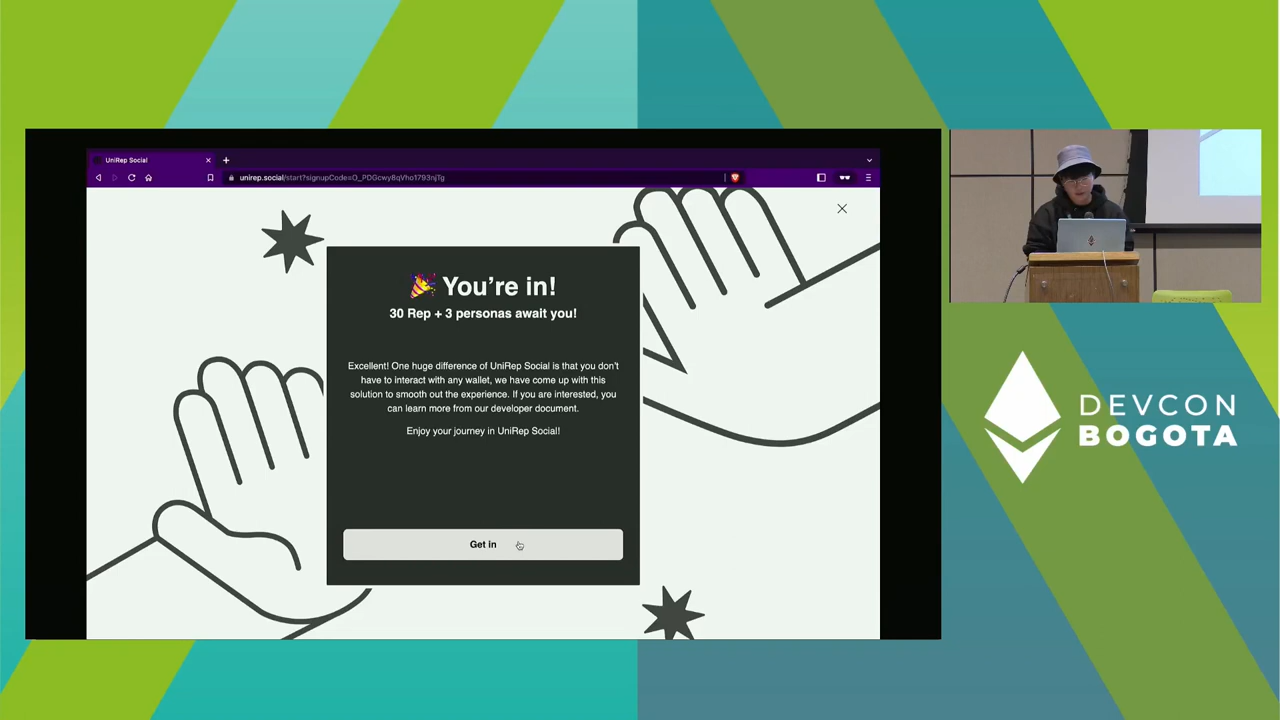 UniRep Social
unirep.social/start?signupCode=O_PDGcwy8qVho1793njTg
🎉 You’re in!
30 Rep + 3 personas await you!
Excellent! One huge difference of UniRep Social is that you don’t
have to interact with any wallet, we have come up with this
solution to smooth out the experience. If you are interested, you
can learn more from our developer document.
Enjoy your journey in UniRep Social!
Get in
DEVCON
BOGOTA